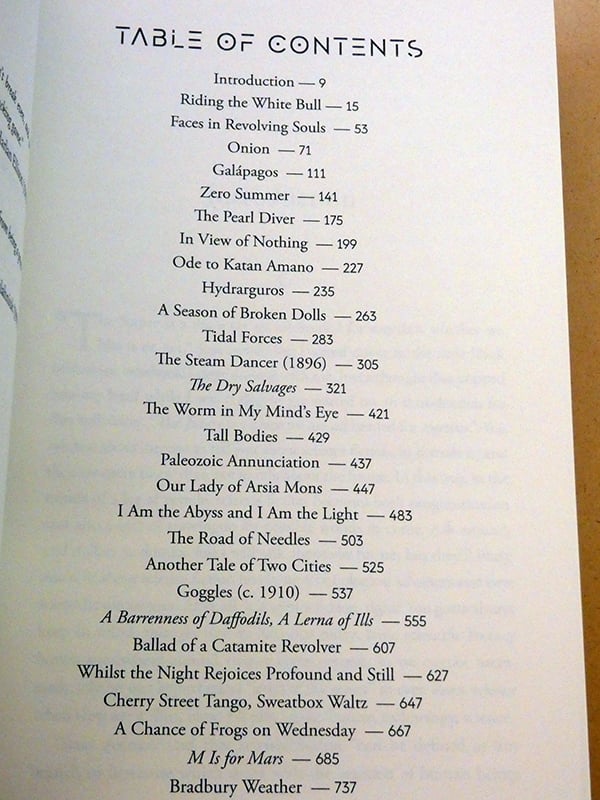 TABLE OF CONTENTS
Introduction — 9
Riding the White Bull — 15
Faces in Revolving Souls — 53
Onion — 71
Galápagos — 111
Zero Summer — 141
The Pearl Diver — 175
In View of Nothing — 199
Ode to Katan Amano — 227
Hydrarguros — 235
A Season of Broken Dolls — 263
Tidal Forces — 283
The Steam Dancer (1896) — 305
The Dry Salvages — 321
The Worm in My Mind's Eye — 421
Tall Bodies — 429
Paleozoic Annunciation — 437
Our Lady of Arsia Mons — 447
I Am the Abyss and I Am the Light — 483
The Road of Needles — 503
Another Tale of Two Cities — 525
Goggles (c. 1910) — 537
A Barrenness of Daffodils, A Lerna of Ills — 555
Ballad of a Catamite Revolver — 607
Whilst the Night Rejoices Profound and Still — 627
Cherry Street Tango, Sweatbox Waltz — 647
A Chance of Frogs on Wednesday — 667
M Is for Mars — 685
Bradbury Weather — 737